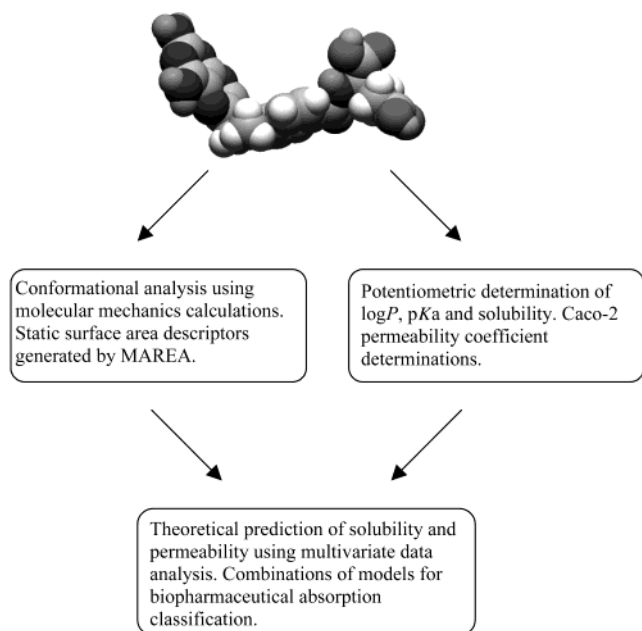 Conformational analysis using
molecular mechanics calculations.
Static surface area descriptors
generated by MAREA.
Potentiometric determination of
logP, pKa and solubility. Caco-2
permeability coefficient
determinations.
Theoretical prediction of solubility and
permeability using multivariate data
analysis. Combinations of models for
biopharmaceutical absorption
classification.